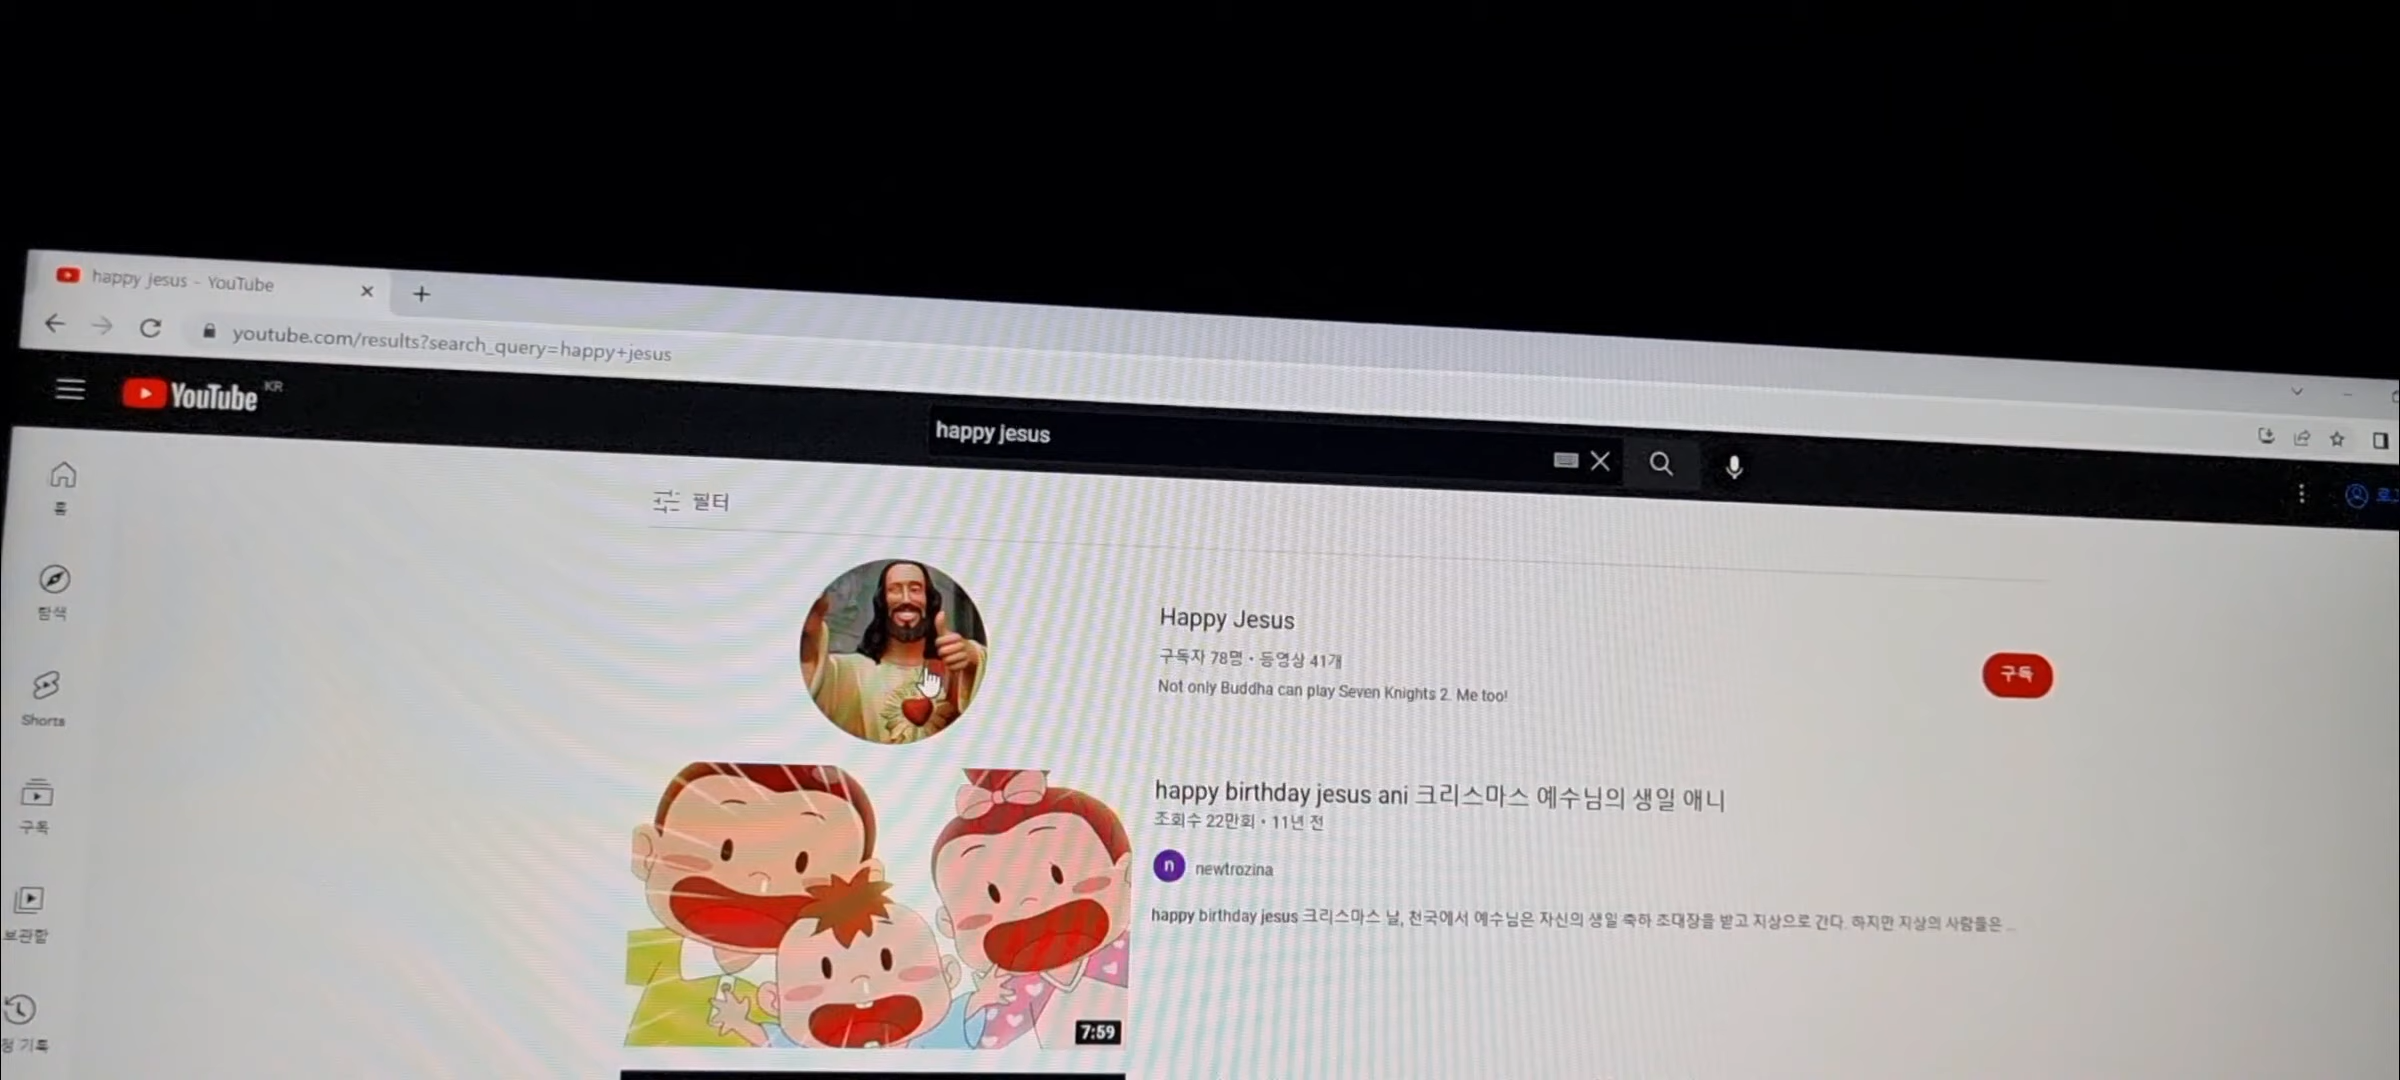 happy jesus - YouTube
youtube.com/results?search_query=happy+jesus
YouTube KR
happy jesus
필터
홈
탐색
Shorts
구독
보관함
청 기록
Happy Jesus
구독자 78명 • 동영상 41개
Not only Buddha can play Seven Knights 2. Me too!
구독
happy birthday jesus ani 크리스마스 예수님의 생일 애니
조회수 22만회 • 11년 전
n newtrozina
happy birthday jesus 크리스마스 날, 천국에서 예수님은 자신의 생일 축하 초대장을 받고 지상으로 간다. 하지만 지상의 사람들은 ...
7:59